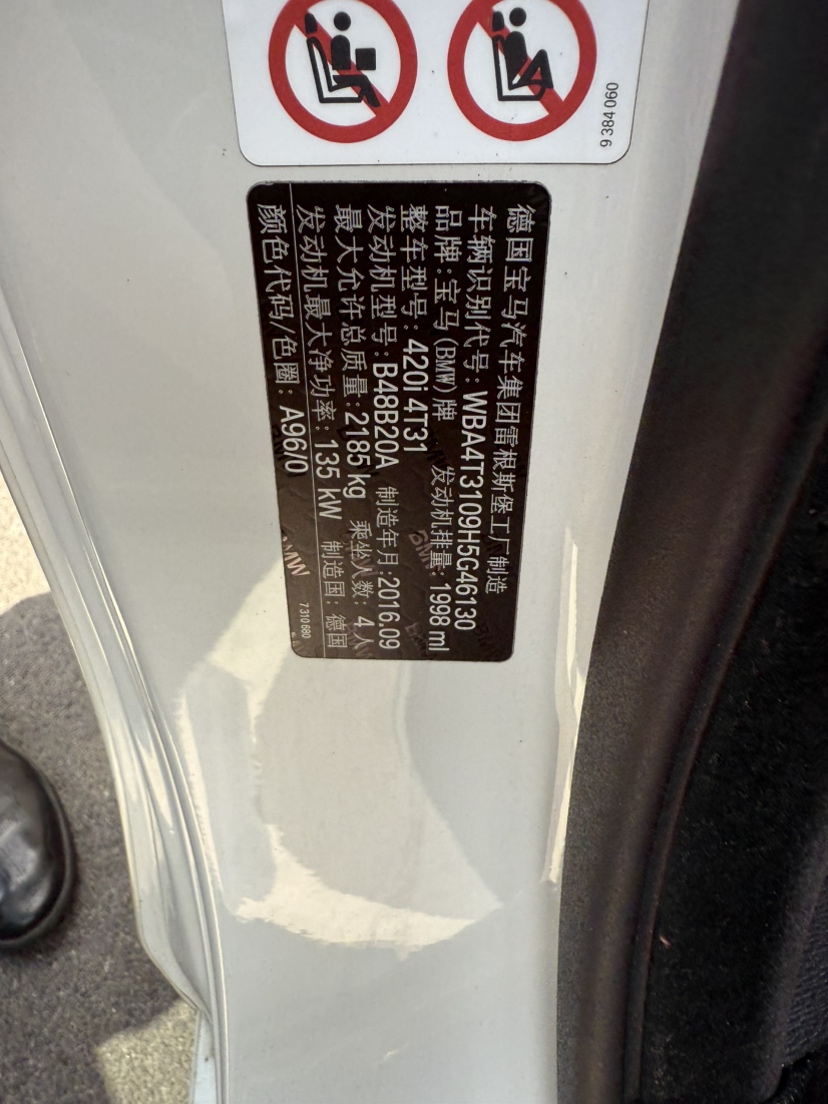 9 384 060
德国宝马汽车集团雷根斯堡工厂制造
车辆识别代号: WBA4T3109H5G46130
品牌:宝马(BMW)牌 发动机排量: 1998 ml
整车型号: 420i 4T31
发动机型号: B48B20A 制造年月:2016.09
最大允许总质量: 2185 kg 乘坐人数: 4 人
发动机最大净功率: 135 kW 制造国: 德国
颜色代码/色圈: A96/0
7 310 680